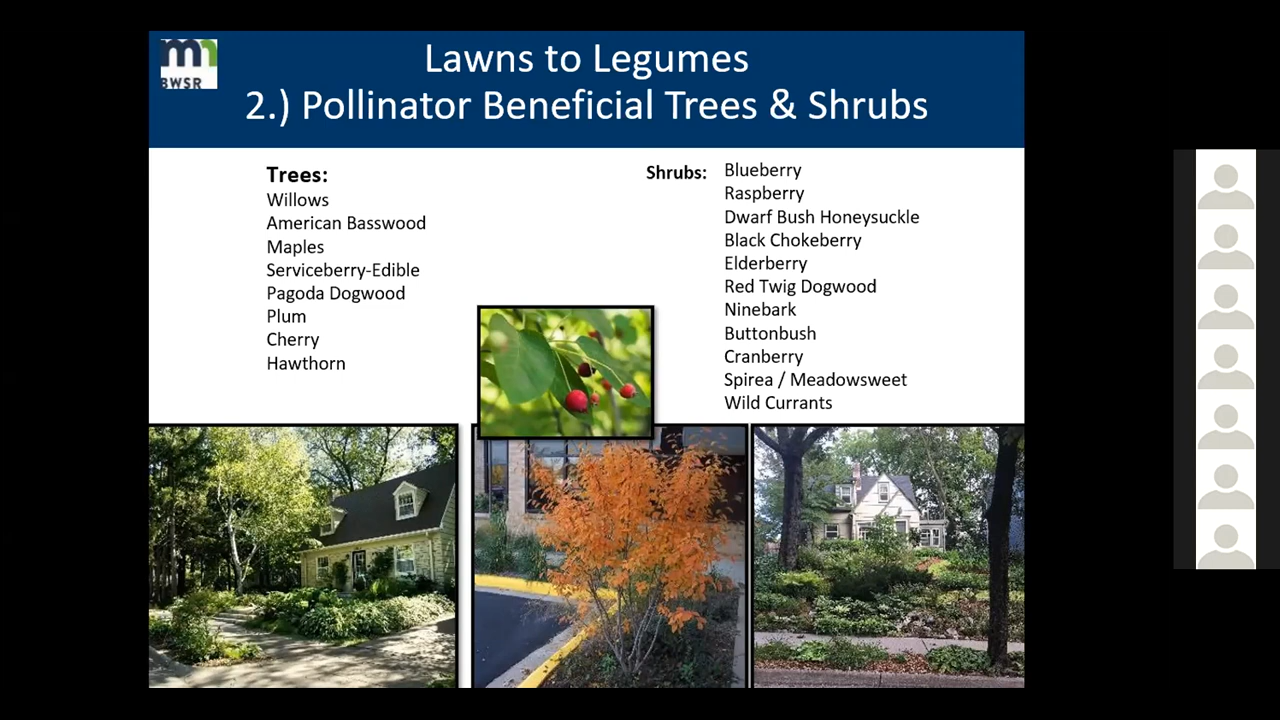 BWSR
Lawns to Legumes
2.) Pollinator Beneficial Trees & Shrubs
Trees:
Willows
American Basswood
Maples
Serviceberry-Edible
Pagoda Dogwood
Plum
Cherry
Hawthorn
Shrubs:
Blueberry
Raspberry
Dwarf Bush Honeysuckle
Black Chokeberry
Elderberry
Red Twig Dogwood
Ninebark
Buttonbush
Cranberry
Spirea / Meadowsweet
Wild Currants